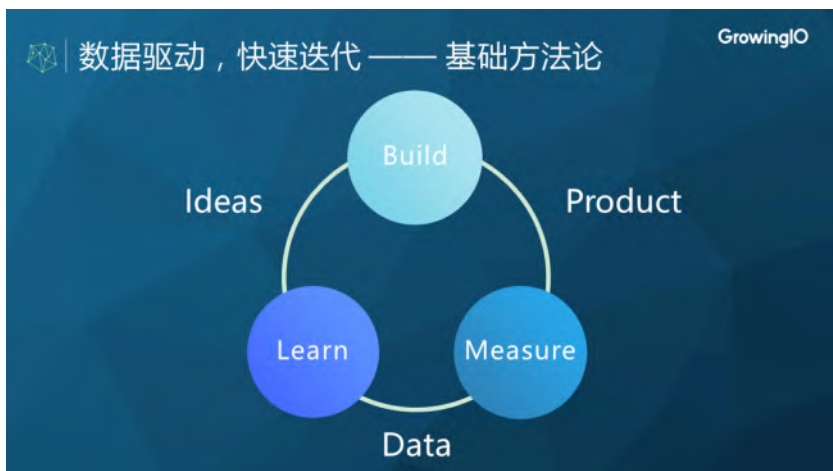 数据驱动，快速迭代 —— 基础方法论
GrowingIO
Build
Ideas
Product
Learn
Measure
Data